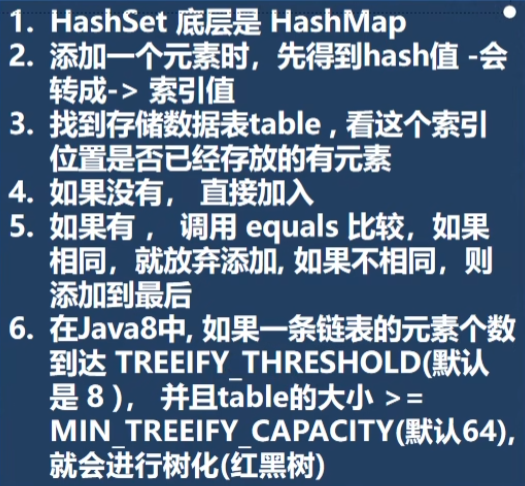 1. HashSet 底层是 HashMap
2. 添加一个元素时，先得到hash值 -会
转成-> 索引值
3. 找到存储数据表table , 看这个索引
位置是否已经存放的有元素
4. 如果没有， 直接加入
5. 如果有 ， 调用 equals 比较，如果
相同，就放弃添加, 如果不相同，则
添加到最后
6. 在Java8中, 如果一条链表的元素个数
到达 TREEIFY_THRESHOLD(默认
是 8 )， 并且table的大小 >=
MIN_TREEIFY_CAPACITY(默认64),
就会进行树化(红黑树)